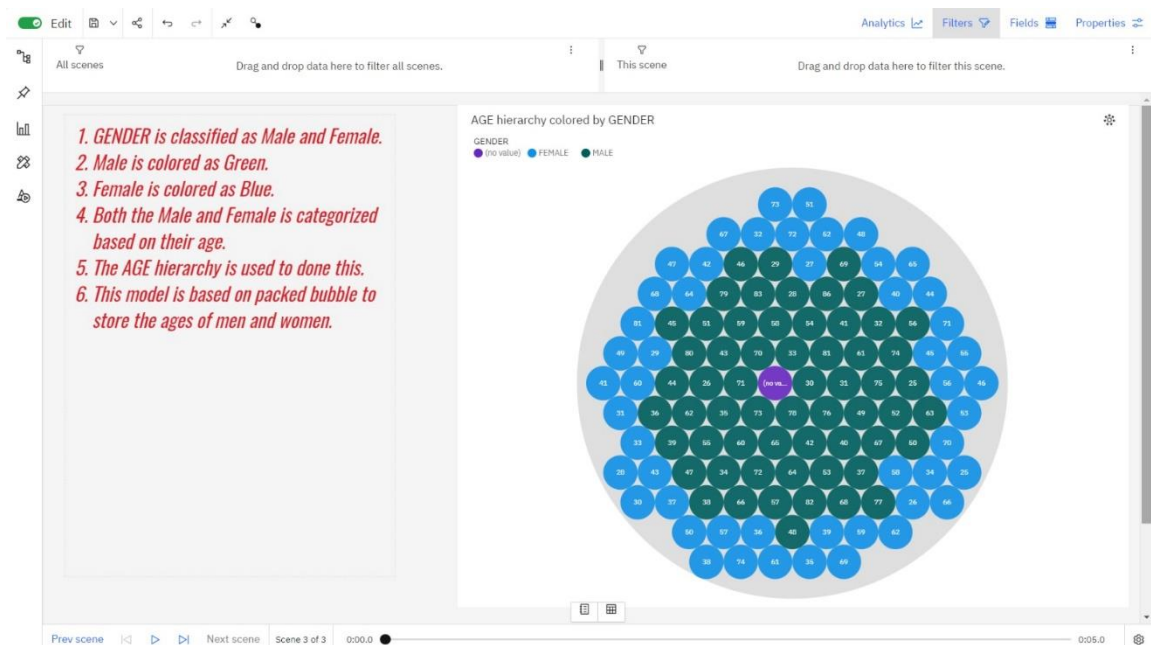 Edit
Analytics
Filters
Fields
Properties
All scenes
Drag and drop data here to filter all scenes.
This scene
Drag and drop data here to filter this scene.
1. GENDER is classified as Male and Female.
2. Male is colored as Green.
3. Female is colored as Blue.
4. Both the Male and Female is categorized
based on their age.
5. The AGE hierarchy is used to done this.
6. This model is based on packed bubble to
store the ages of men and women.
AGE hierarchy colored by GENDER
GENDER
(no value) FEMALE MALE
73 51
67 32 72 52 48
47 42 46 29 27 69 54 65
68 64 79 83 28 86 27 40 44
81 45 51 59 58 54 41 32 56 71
49 29 80 43 70 33 81 61 74 45
41 60 44 26 71 (no va... 30 31 75 25 56 46
31 36 62 35 73 78 76 49 52 63 53
33 39 55 60 65 42 40 67 50 70
28 43 47 34 72 64 53 37 58 34 25
30 37 38 66 57 82 68 77 26 66
50 57 36 48 39 59 62
38 74 61 35 69
Prev scene
Next scene
Scene 3 of 3
0:00.0
0:05.0